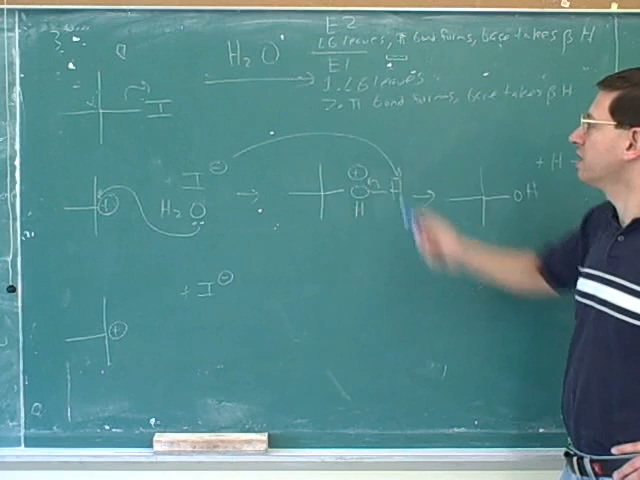 3.
E2
LG leaves, π bond forms, base takes β H
H2O
E1
1. LG leaves
2. π bond forms, base takes β H
I
I ⊖
+ H
⊕ H2O → ⊕ O H H → OH
+ I ⊖
⊕